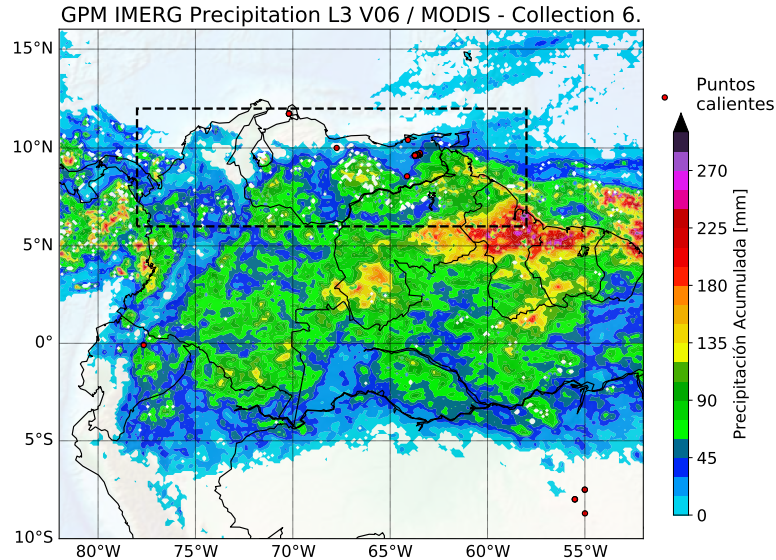 GPM IMERG Precipitation L3 V06 / MODIS - Collection 6.
15°N
10°N
5°N
0°
5°S
10°S
80°W
75°W
70°W
65°W
60°W
55°W
Puntos
calientes
270
225
180
135
90
45
0
Precipitación Acumulada [mm]